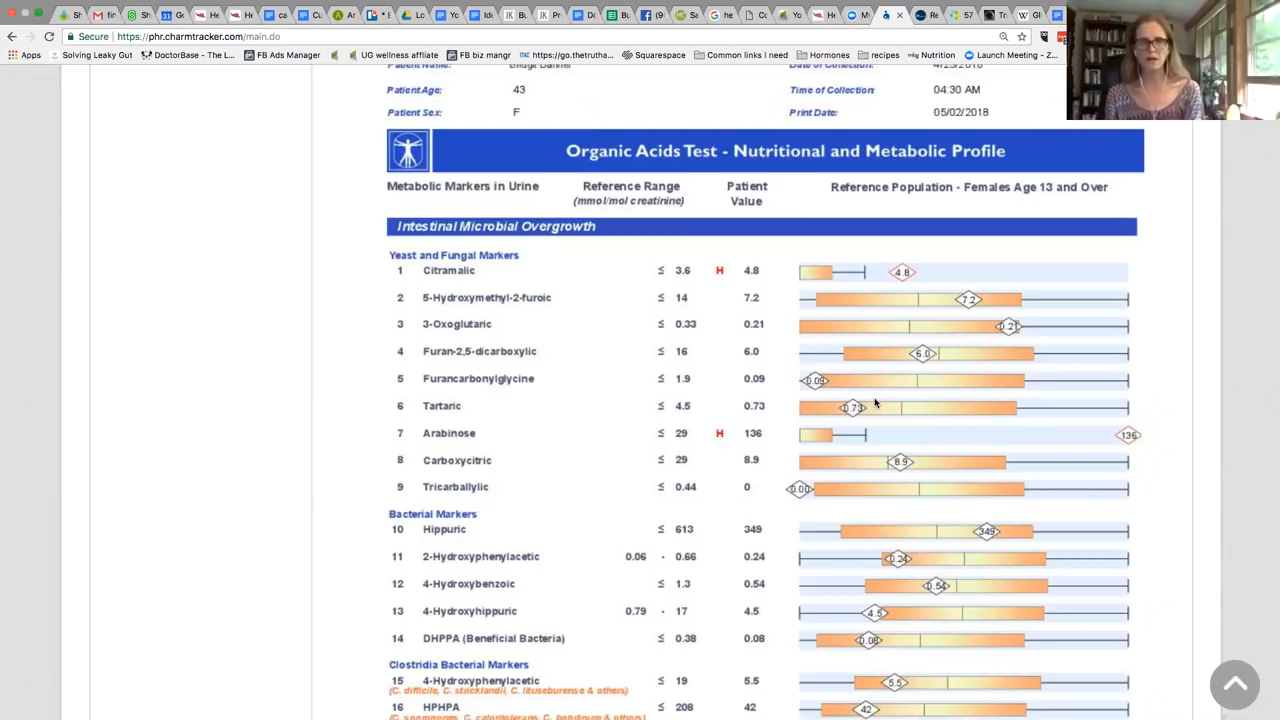 Secure https://phr.charmtracker.com/main.do
Apps Solving Leaky Gut DoctorBase - The L... FB Ads Manager UG wellness affliate FB biz mangr https://go.thetrutha... Squarespace Common links I need Hormones recipes Nutrition Launch Meeting - Z...
Patient Age: 43 Time of Collection: 04:30 AM
Patient Sex: F Print Date: 05/02/2018
Organic Acids Test - Nutritional and Metabolic Profile
Metabolic Markers in Urine Reference Range Patient Reference Population - Females Age 13 and Over
(mmol/mol creatinine) Value
Intestinal Microbial Overgrowth
Yeast and Fungal Markers
1 Citramalic ≤ 3.6 H 4.8 4.8
2 5-Hydroxymethyl-2-furoic ≤ 14 7.2 7.2
3 3-Oxoglutaric ≤ 0.33 0.21 0.21
4 Furan-2,5-dicarboxylic ≤ 16 6.0 6.0
5 Furancarbonylglycine ≤ 1.9 0.09 0.09
6 Tartaric ≤ 4.5 0.73 0.73
7 Arabinose ≤ 29 H 136 136
8 Carboxycitric ≤ 29 8.9 8.9
9 Tricarballylic ≤ 0.44 0 0.00
Bacterial Markers
10 Hippuric ≤ 613 349 349
11 2-Hydroxyphenylacetic 0.06 - 0.66 0.24 0.24
12 4-Hydroxybenzoic ≤ 1.3 0.54 0.54
13 4-Hydroxyhippuric 0.79 - 17 4.5 4.5
14 DHPPA (Beneficial Bacteria) ≤ 0.38 0.08 0.08
Clostridia Bacterial Markers
15 4-Hydroxyphenylacetic ≤ 19 5.5 5.5
(C. difficile, C. stricklandii, C. lituseburense & others)
16 HPHPA ≤ 208 42 42